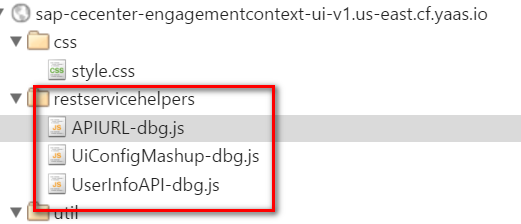 sap-cecenter-engagementcontext-ui-v1.us-east.cf.yaas.io
css
style.css
restservicehelpers
APIURL-dbg.js
UiConfigMashup-dbg.js
UserInfoAPI-dbg.js
util